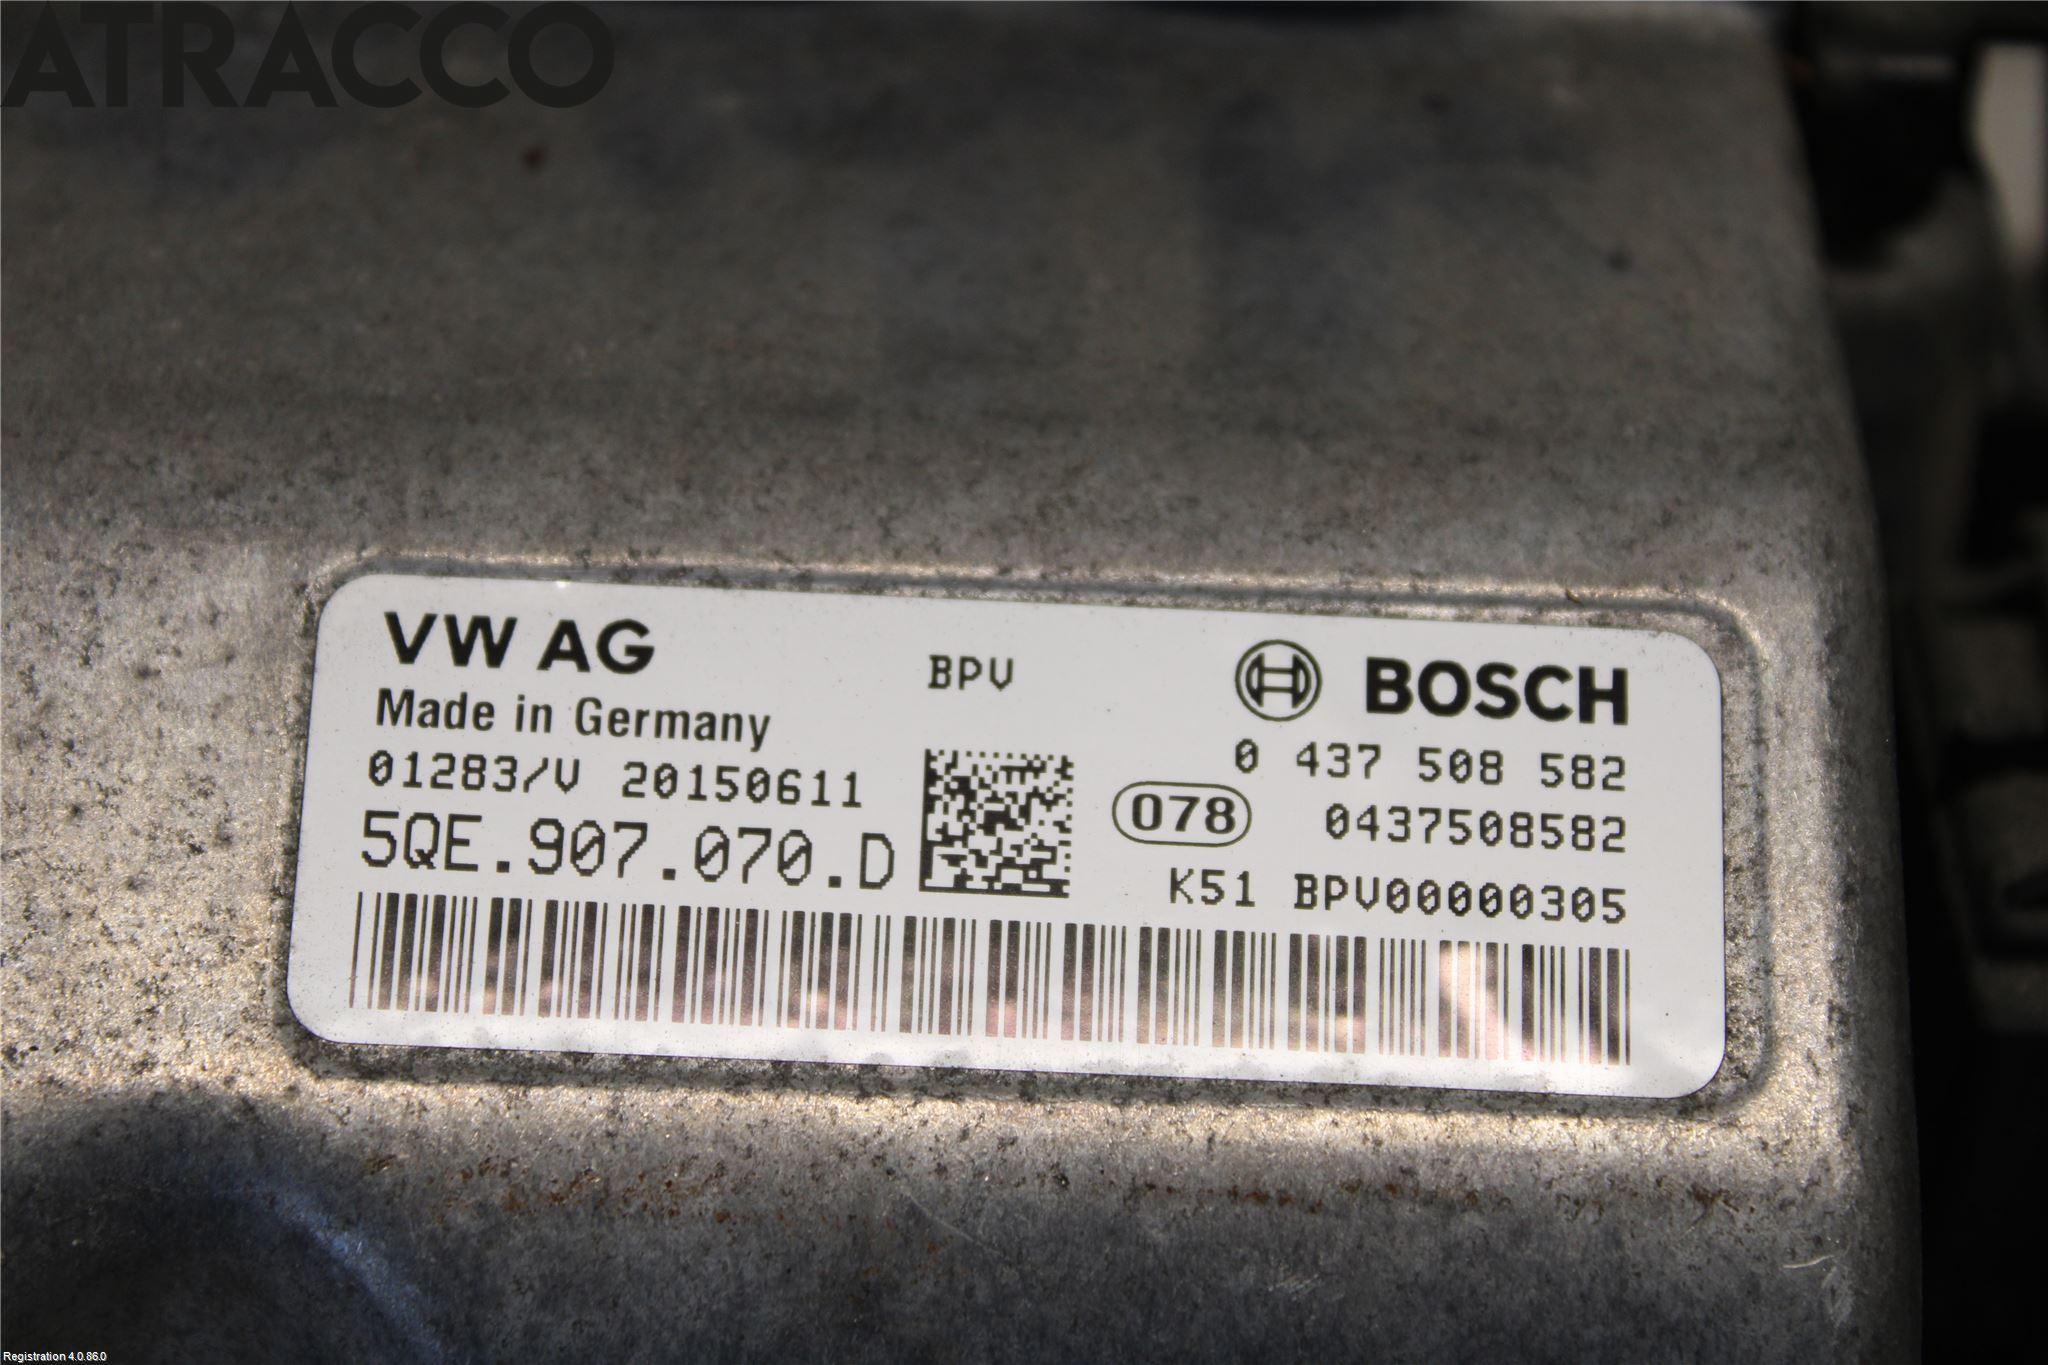 ATRACCO
VW AG
BPV
BOSCH
Made in Germany
0 437 508 582
01283/V 20150611
078
0437508582
5QE.907.070.D
K51 BPV00000305
Registration 4.0.86.0